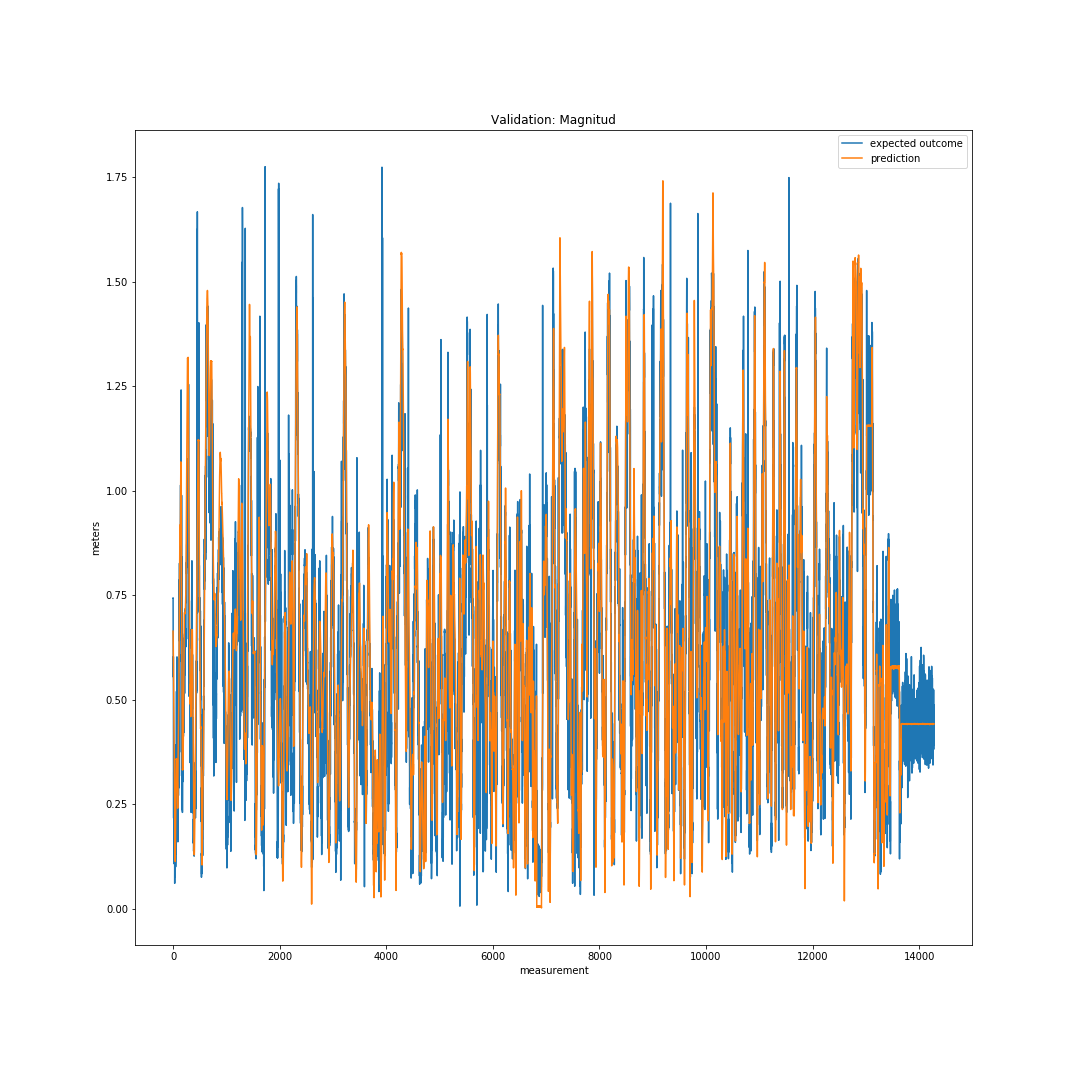 Validation: Magnitud
expected outcome
prediction
1.75
1.50
1.25
1.00
0.75
0.50
0.25
0.00
meters
0 2000 4000 6000 8000 10000 12000 14000
measurement